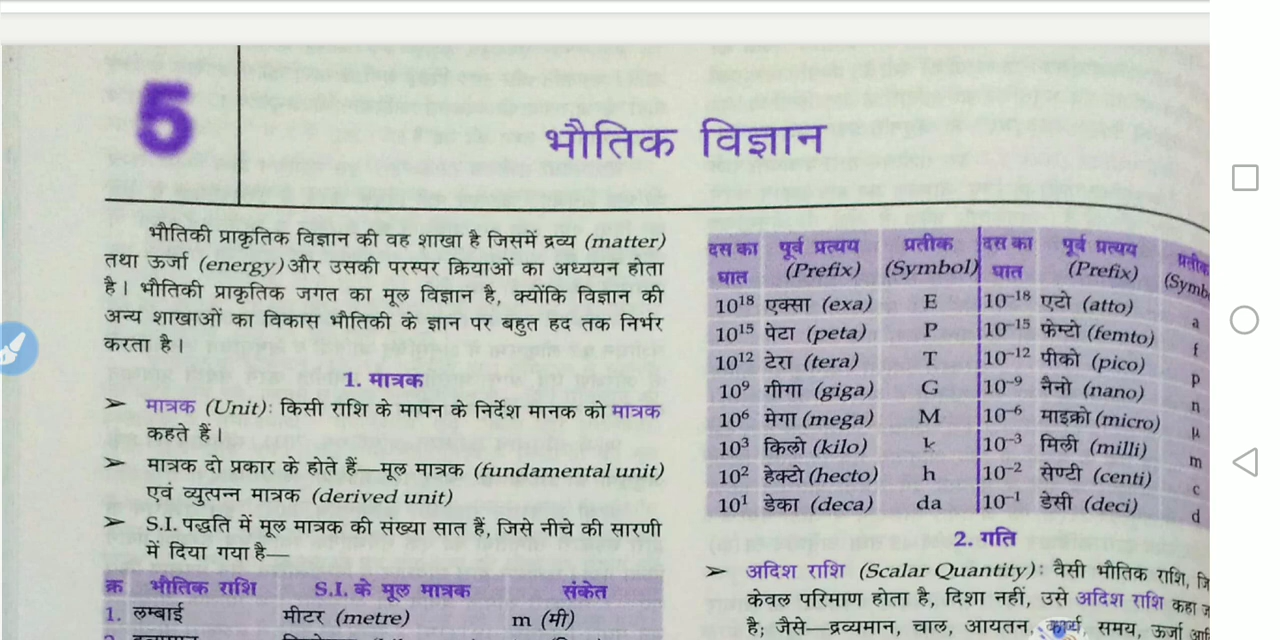 5
भौतिक विज्ञान
भौतिकी प्राकृतिक विज्ञान की वह शाखा है जिसमें द्रव्य (matter)
तथा ऊर्जा (energy) और उसकी परस्पर क्रियाओं का अध्ययन होता
है। भौतिकी प्राकृतिक जगत का मूल विज्ञान है, क्योंकि विज्ञान की
अन्य शाखाओं का विकास भौतिकी के ज्ञान पर बहुत हद तक निर्भर
करता है।
1. मात्रक
➢ मात्रक (Unit): किसी राशि के मापन के निर्देश मानक को मात्रक
कहते हैं।
➢ मात्रक दो प्रकार के होते हैं—मूल मात्रक (fundamental unit)
एवं व्युत्पन्न मात्रक (derived unit)
➢ S.I. पद्धति में मूल मात्रक की संख्या सात हैं, जिसे नीचे की सारणी
में दिया गया है—
क्र भौतिक राशि S.I. के मूल मात्रक संकेत
1. लम्बाई मीटर (metre) m (मी)
दस का पूर्व प्रत्यय प्रतीक दस का पूर्व प्रत्यय प्रतीक
घात (Prefix) (Symbol) घात (Prefix)
10¹⁸ एक्सा (exa) E 10⁻¹⁸ एटो (atto) a
10¹⁵ पेटा (peta) P 10⁻¹⁵ फेम्टो (femto) f
10¹² टेरा (tera) T 10⁻¹² पीको (pico) p
10⁹ गीगा (giga) G 10⁻⁹ नैनो (nano) n
10⁶ मेगा (mega) M 10⁻⁶ माइक्रो (micro) μ
10³ किलो (kilo) k 10⁻³ मिली (milli) m
10² हेक्टो (hecto) h 10⁻² सेण्टी (centi) c
10¹ डेका (deca) da 10⁻¹ डेसी (deci) d
2. गति
➢ अदिश राशि (Scalar Quantity): वैसी भौतिक राशि,
केवल परिमाण होता है, दिशा नहीं, उसे अदिश राशि कहा
है; जैसे—द्रव्यमान, चाल, आयतन, कार्य, समय, ऊर्जा